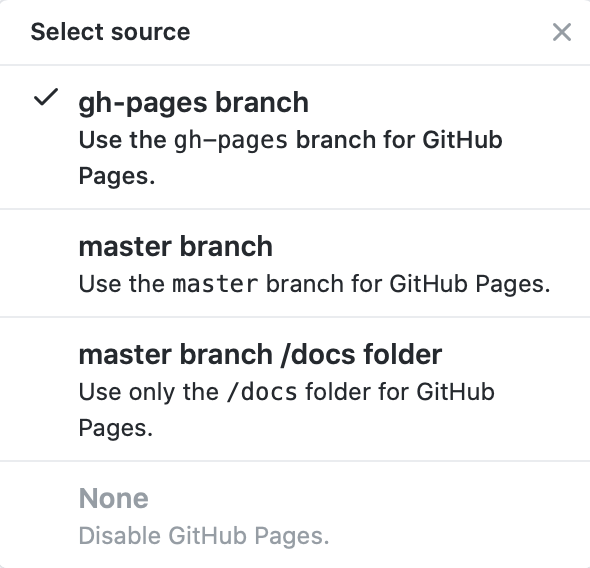 Select source
gh-pages branch
Use the gh-pages branch for GitHub
Pages.
master branch
Use the master branch for GitHub Pages.
master branch /docs folder
Use only the /docs folder for GitHub
Pages.
None
Disable GitHub Pages.